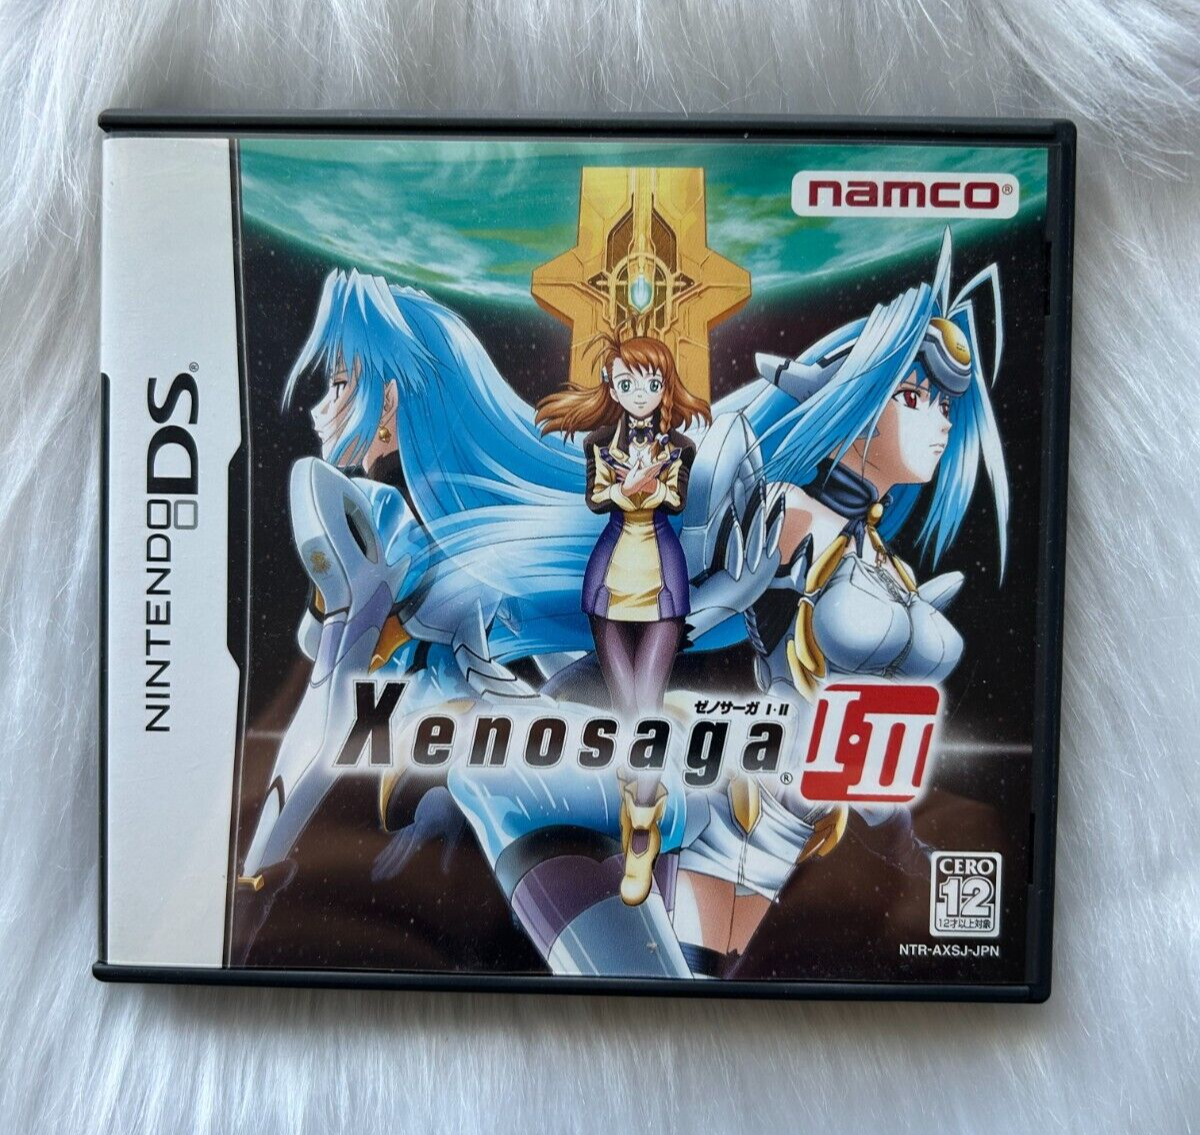 NINTENDO DS®
namco®
ゼノサーガ I・II
Xenosaga® I・II
CERO
12
12才以上対象
NTR-AXSJ-JPN